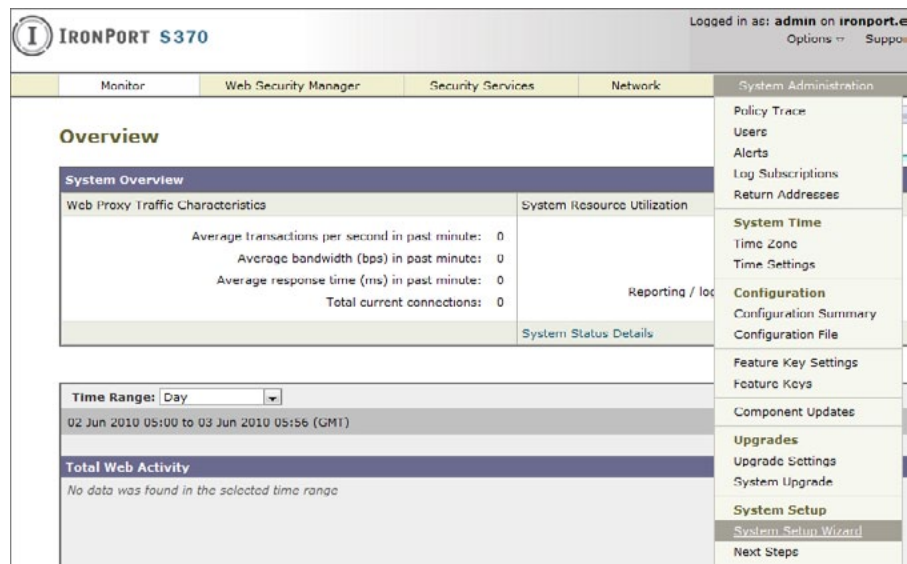 Logged in as: admin on ironport.e
IRONPORT S370
Options Suppo
Monitor Web Security Manager Security Services Network System Administration
Overview
System Overview
Web Proxy Traffic Characteristics
Average transactions per second in past minute: 0
Average bandwidth (bps) in past minute: 0
Average response time (ms) in past minute: 0
Total current connections: 0
System Resource Utilization
Reporting / log
System Status Details
Time Range: Day
02 Jun 2010 05:00 to 03 Jun 2010 05:56 (GMT)
Total Web Activity
No data was found in the selected time range
Policy Trace
Users
Alerts
Log Subscriptions
Return Addresses
System Time
Time Zone
Time Settings
Configuration
Configuration Summary
Configuration File
Feature Key Settings
Feature Keys
Component Updates
Upgrades
Upgrade Settings
System Upgrade
System Setup
System Setup Wizard
Next Steps